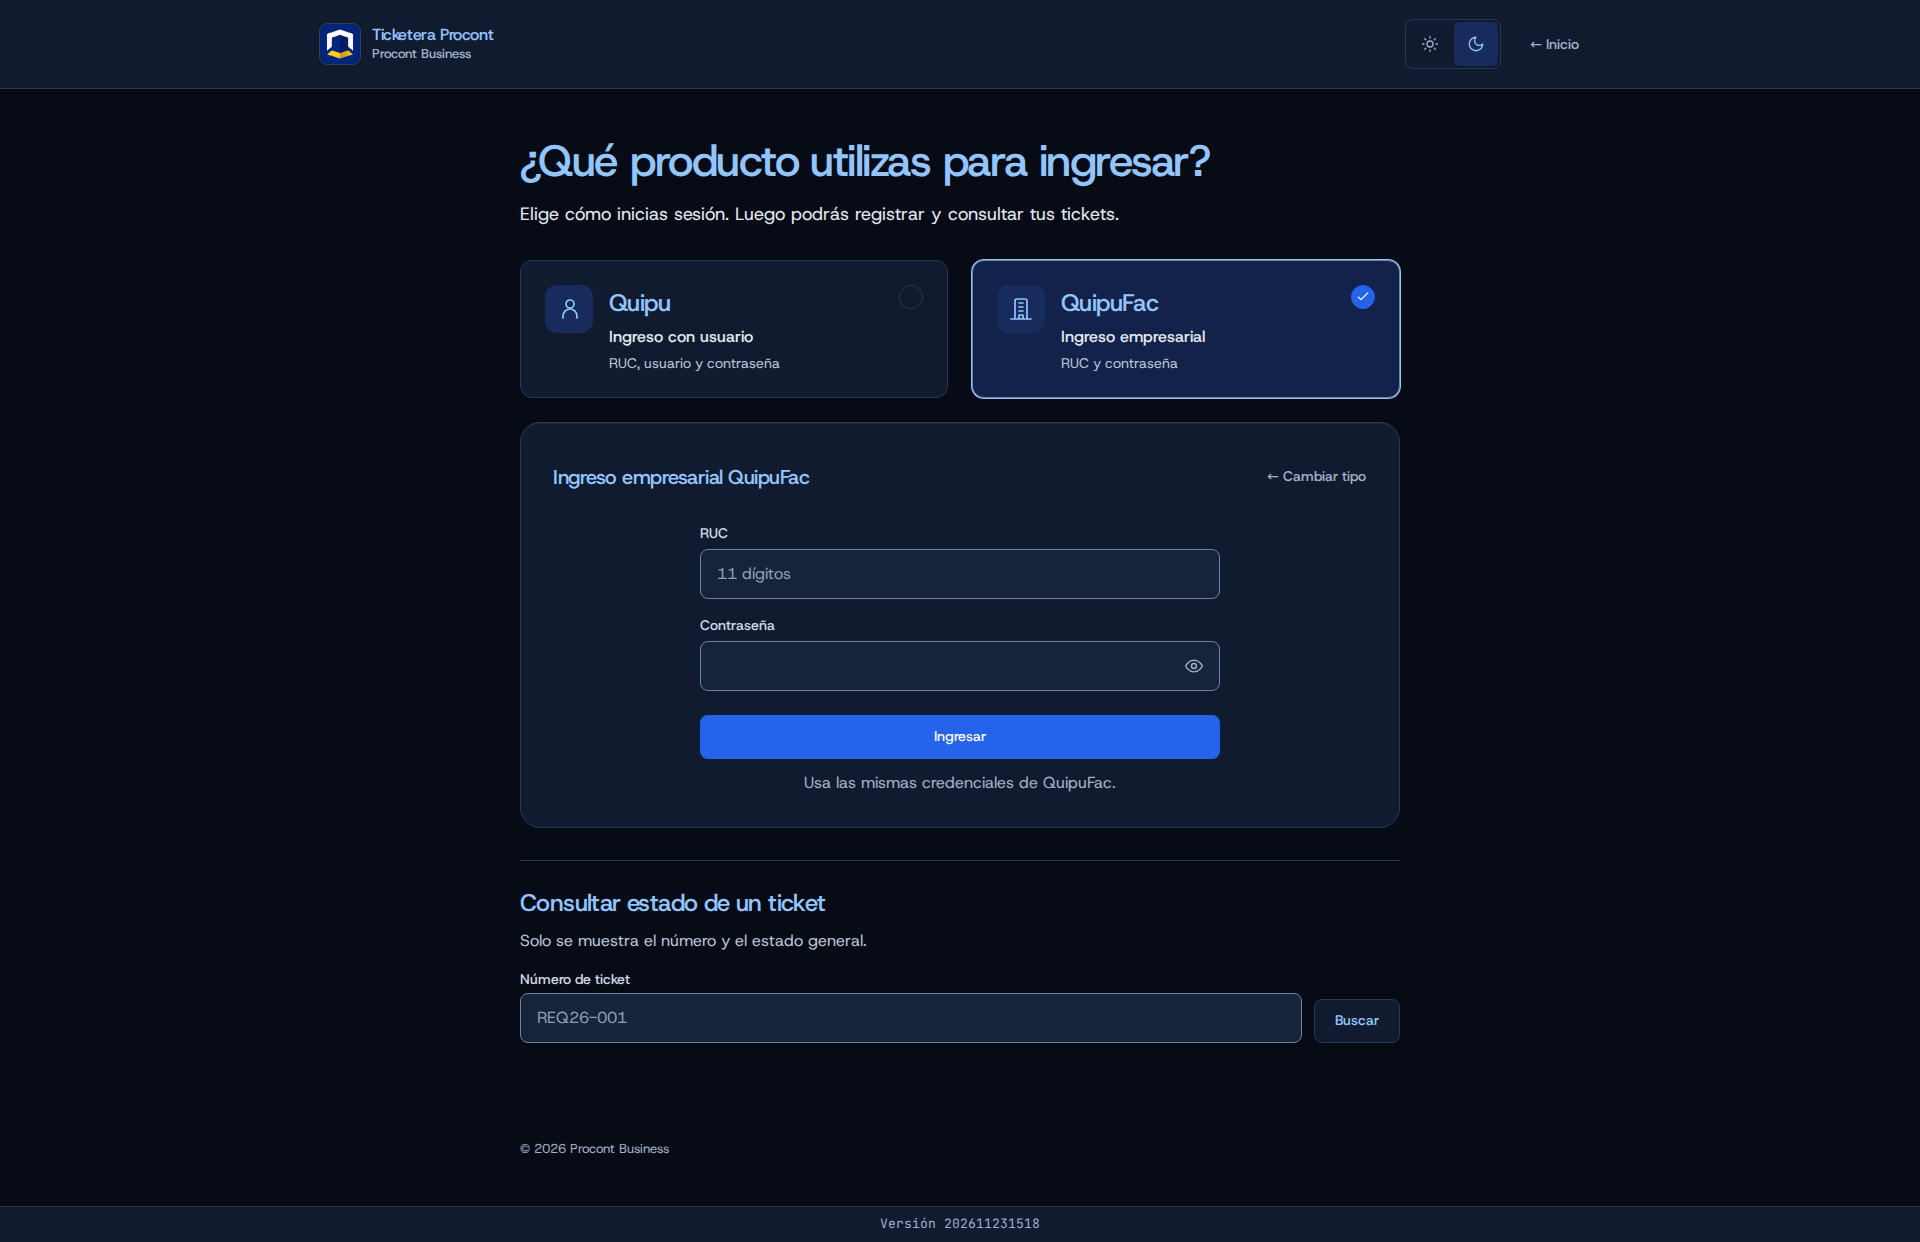 Ticketera Procont
Procont Business
← Inicio
¿Qué producto utilizas para ingresar?
Elige cómo inicias sesión. Luego podrás registrar y consultar tus tickets.
Quipu
Ingreso con usuario
RUC, usuario y contraseña
QuipuFac
Ingreso empresarial
RUC y contraseña
Ingreso empresarial QuipuFac
← Cambiar tipo
RUC
11 dígitos
Contraseña
Ingresar
Usa las mismas credenciales de QuipuFac.
Consultar estado de un ticket
Solo se muestra el número y el estado general.
Número de ticket
REQ26-001
Buscar
© 2026 Procont Business
Versión 202611231518